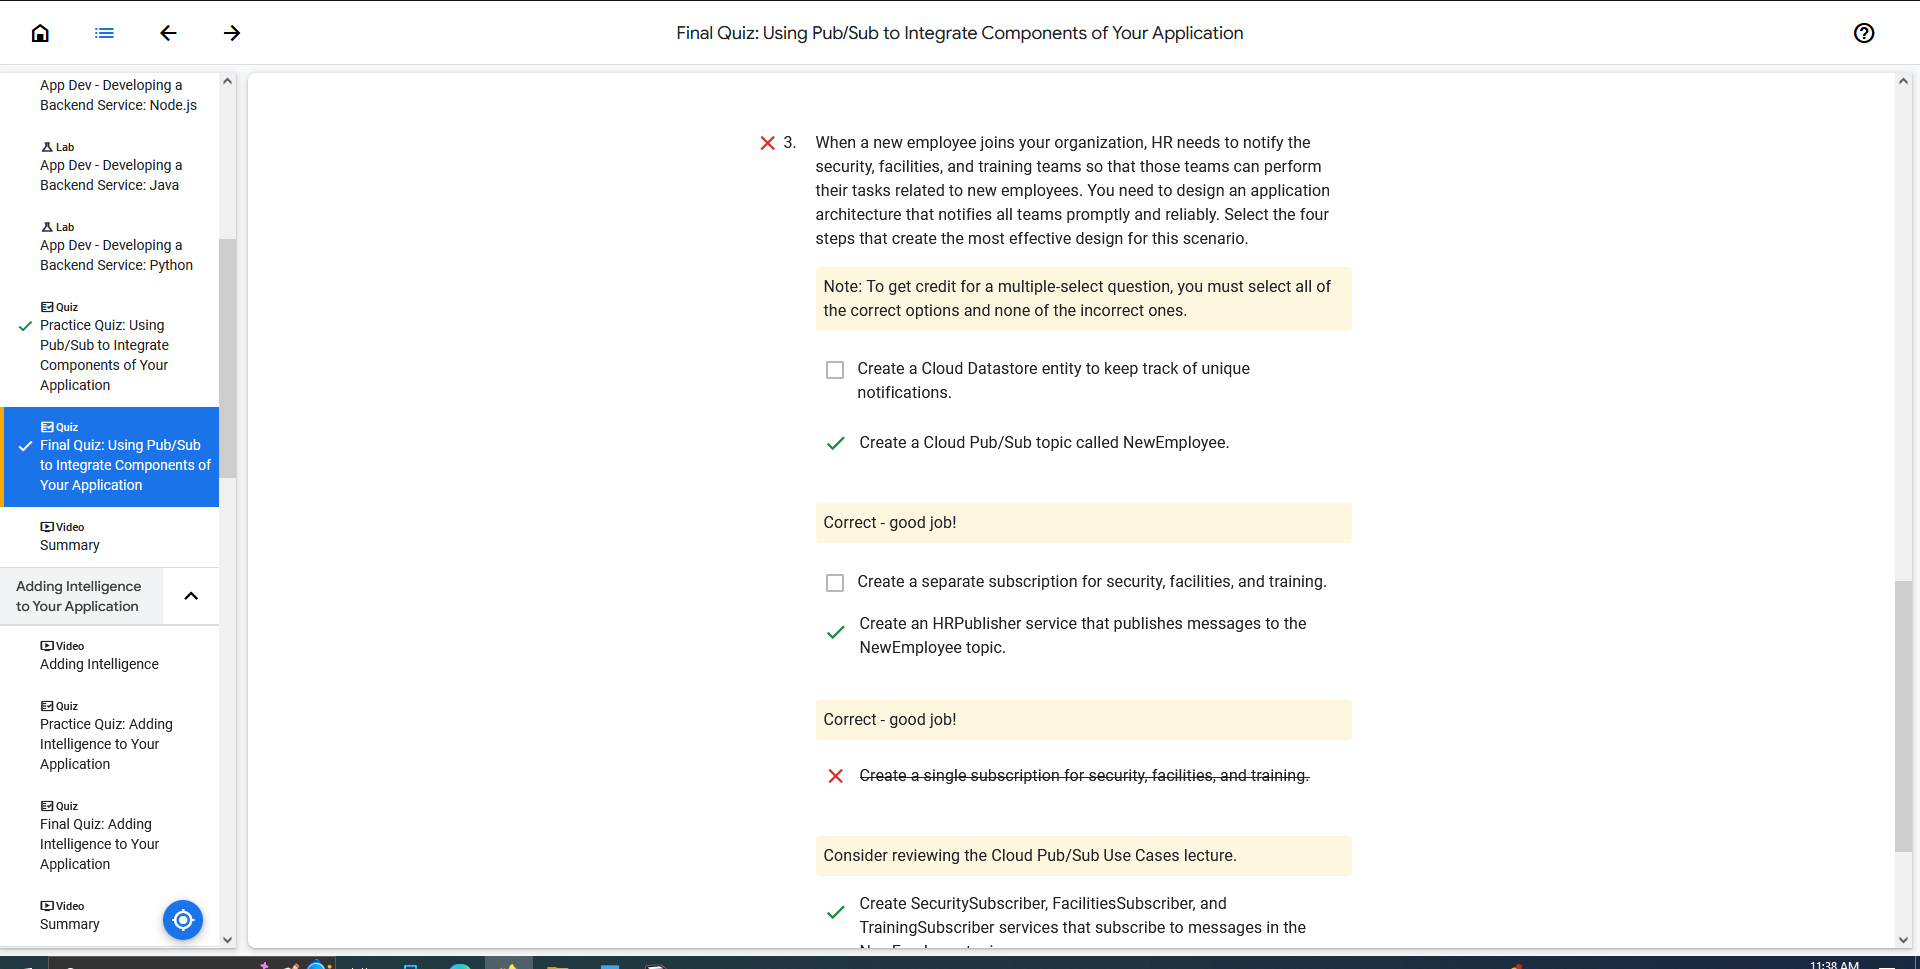 Final Quiz: Using Pub/Sub to Integrate Components of Your Application
App Dev - Developing a
Backend Service: Node.js
Lab
App Dev - Developing a
Backend Service: Java
Lab
App Dev - Developing a
Backend Service: Python
Quiz
Practice Quiz: Using
Pub/Sub to Integrate
Components of Your
Application
Quiz
Final Quiz: Using Pub/Sub
to Integrate Components of
Your Application
Video
Summary
Adding Intelligence
to Your Application
Video
Adding Intelligence
Quiz
Practice Quiz: Adding
Intelligence to Your
Application
Quiz
Final Quiz: Adding
Intelligence to Your
Application
Video
Summary
3. When a new employee joins your organization, HR needs to notify the
security, facilities, and training teams so that those teams can perform
their tasks related to new employees. You need to design an application
architecture that notifies all teams promptly and reliably. Select the four
steps that create the most effective design for this scenario.
Note: To get credit for a multiple-select question, you must select all of
the correct options and none of the incorrect ones.
Create a Cloud Datastore entity to keep track of unique
notifications.
Create a Cloud Pub/Sub topic called NewEmployee.
Correct - good job!
Create a separate subscription for security, facilities, and training.
Create an HRPublisher service that publishes messages to the
NewEmployee topic.
Correct - good job!
Create a single subscription for security, facilities, and training.
Consider reviewing the Cloud Pub/Sub Use Cases lecture.
Create SecuritySubscriber, FacilitiesSubscriber, and
TrainingSubscriber services that subscribe to messages in the
11:38 AM